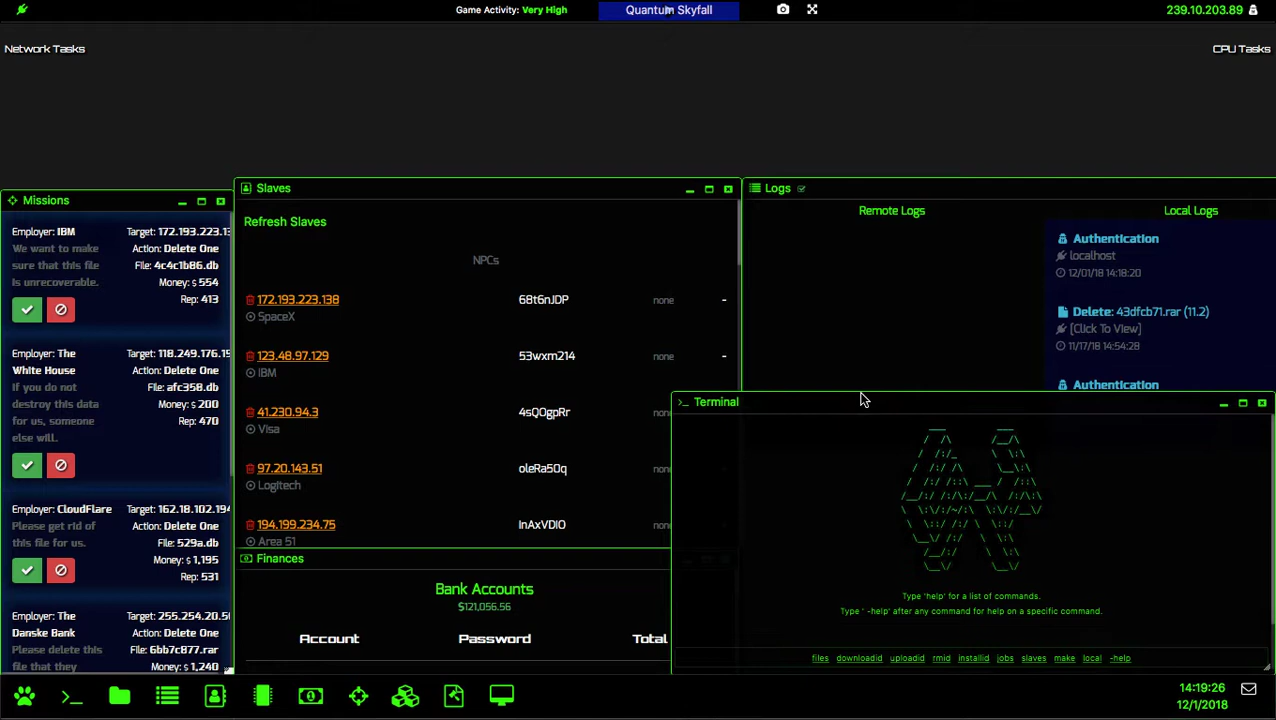 Game Activity: Very High
Quantum Skyfall
239.10.203.89
Network Tasks
CPU Tasks
Missions
Employer: IBM
Target: 172.193.223.13
We want to make sure that this file is unrecoverable.
Action: Delete One
File: 4c4c1b86.db
Money: $ 554
Rep: 413
Employer: The White House
Target: 118.249.176.15
If you do not destroy this data for us, someone else will.
Action: Delete One
File: afc358.db
Money: $ 200
Rep: 470
Employer: CloudFlare
Target: 162.18.102.194
Please get rid of this file for us.
Action: Delete One
File: 529a.db
Money: $ 1,195
Rep: 531
Employer: The Danske Bank
Target: 255.254.20.50
Please delete this file that they
Action: Delete One
File: 6bb7c877.rar
Money: $ 1,240
Slaves
Refresh Slaves
NPCs
172.193.223.138 68t6nJDP none -
SpaceX
123.48.97.129 53wxm214 none -
IBM
41.230.94.3 4sQ0gpRr none
Visa
97.20.143.51 oleRa50q none
Logitech
194.199.234.75 InAxVDIO none
Area 51
Finances
Bank Accounts
$121,056.56
Account Password Total
Logs
Remote Logs
Local Logs
Authentication
localhost
12/01/18 14:18:20
Delete: 43dfcb71.rar (11.2)
[Click To View]
11/17/18 14:54:28
Authentication
>_ Terminal
Type 'help' for a list of commands.
Type ' -help' after any command for help on a specific command.
files downloadid uploadid rmid installid jobs slaves make local -help
14:19:26
12/1/2018